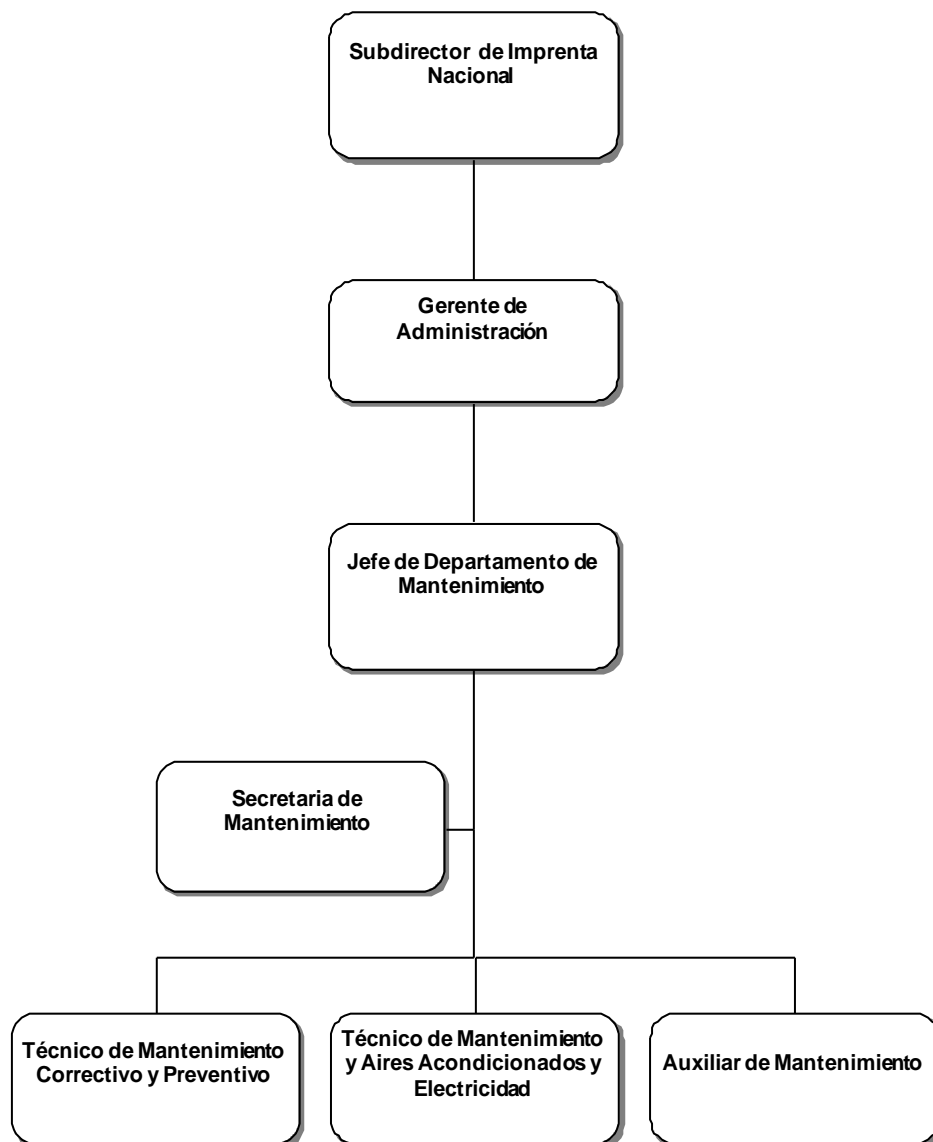 Subdirector de Imprenta
Nacional
Gerente de
Administración
Jefe de Departamento de
Mantenimiento
Secretaria de
Mantenimiento
Técnico de Mantenimiento
Correctivo y Preventivo
Técnico de Mantenimiento
y Aires Acondicionados y
Electricidad
Auxiliar de Mantenimiento